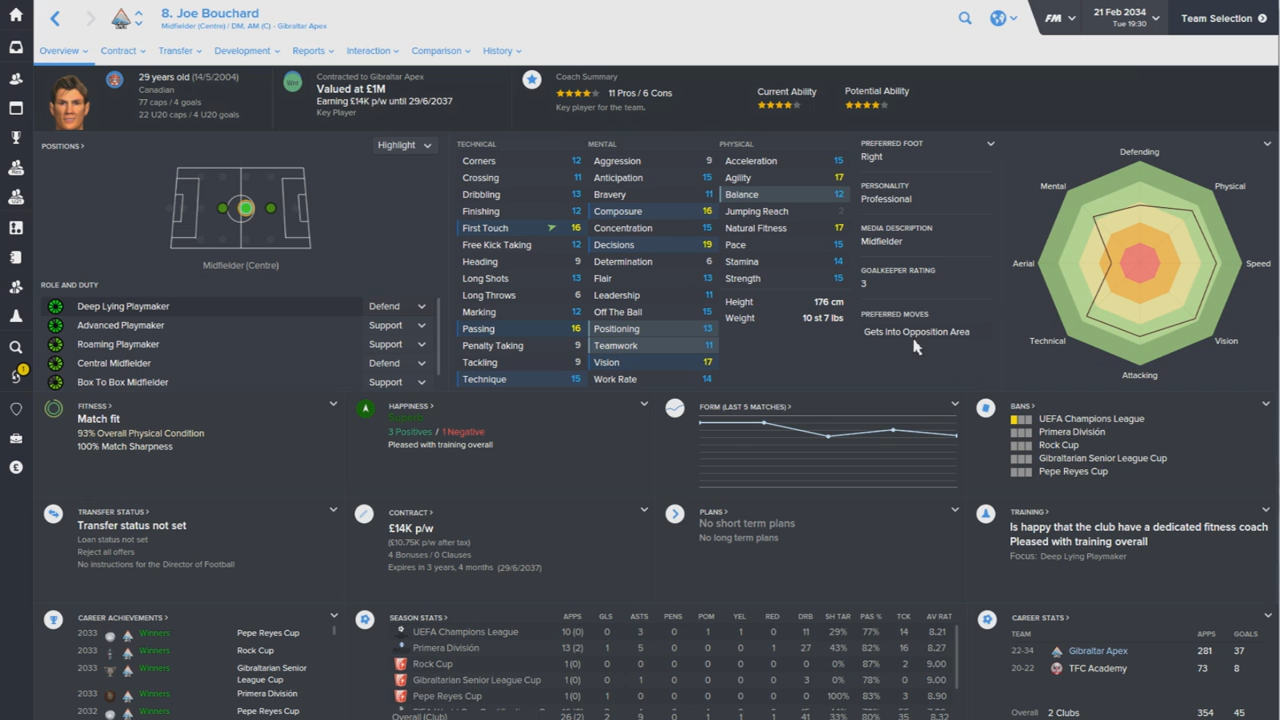 8. Joe Bouchard
Midfielder (Centre) / DM, AM (C) - Gibraltar Apex
FM
21 Feb 2034
Tue 19:30
Team Selection
Overview
Contract
Transfer
Development
Reports
Interaction
Comparison
History
29 years old (14/5/2004)
Canadian
77 caps / 4 goals
22 U20 caps / 4 U20 goals
Wnt
Contracted to Gibraltar Apex
Valued at £1M
Earning £14K p/w until 29/6/2037
Key Player
Coach Summary
11 Pros / 6 Cons
Key player for the team.
Current Ability
Potential Ability
POSITIONS >
Highlight
Midfielder (Centre)
ROLE AND DUTY
Deep Lying Playmaker Defend
Advanced Playmaker Support
Roaming Playmaker Support
Central Midfielder Defend
Box To Box Midfielder Support
TECHNICAL
Corners 12
Crossing 11
Dribbling 13
Finishing 12
First Touch 16
Free Kick Taking 12
Heading 9
Long Shots 13
Long Throws 6
Marking 12
Passing 16
Penalty Taking 9
Tackling 9
Technique 15
MENTAL
Aggression 9
Anticipation 15
Bravery 11
Composure 16
Concentration 15
Decisions 19
Determination 6
Flair 13
Leadership 11
Off The Ball 15
Positioning 13
Teamwork 11
Vision 17
Work Rate 14
PHYSICAL
Acceleration 15
Agility 17
Balance 12
Jumping Reach 2
Natural Fitness 17
Pace 15
Stamina 14
Strength 15
Height 176 cm
Weight 10 st 7 lbs
PREFERRED FOOT
Right
PERSONALITY
Professional
MEDIA DESCRIPTION
Midfielder
GOALKEEPER RATING
3
PREFERRED MOVES
Gets Into Opposition Area
Defending
Mental
Physical
Aerial
Speed
Technical
Vision
Attacking
FITNESS >
Match fit
93% Overall Physical Condition
100% Match Sharpness
HAPPINESS >
Superb
3 Positives / 1 Negative
Pleased with training overall
FORM (LAST 5 MATCHES) >
BANS >
UEFA Champions League
Primera División
Rock Cup
Gibraltarian Senior League Cup
Pepe Reyes Cup
TRANSFER STATUS >
Transfer status not set
Loan status not set
Reject all offers
No instructions for the Director of Football
CONTRACT >
£14K p/w
(£10.75K p/w after tax)
4 Bonuses / 0 Clauses
Expires in 3 years, 4 months (29/6/2037)
PLANS >
No short term plans
No long term plans
TRAINING >
Is happy that the club have a dedicated fitness coach
Pleased with training overall
Focus: Deep Lying Playmaker
CAREER ACHIEVEMENTS >
2033 Winners Pepe Reyes Cup
2033 Winners Rock Cup
2033 Winners Gibraltarian Senior
League Cup
2033 Winners Primera División
2032 Winners Pepe Reyes Cup
SEASON STATS > APPS GLS ASTS PENS POM YEL RED DRB SH TAR PAS % TCK AV RAT
UEFA Champions League 10 (0) 0 3 0 1 1 0 11 29% 77% 14 8.21
Primera División 13 (2) 1 5 0 0 0 1 27 43% 82% 16 8.27
Rock Cup 1 (0) 0 0 0 0 0 0 0 0% 87% 2 9.00
Gibraltarian Senior League Cup 1 (0) 0 1 0 0 0 0 3 0% 78% 0 9.00
Pepe Reyes Cup 1 (0) 1 0 0 0 0 0 0 100% 83% 3 8.90
Overall (Club) 26 (2) 2 9 0 1 1 1 41 33% 80% 35 8.32
CAREER STATS >
TEAM APPS GOALS
22-34 Gibraltar Apex 281 37
20-22 TFC Academy 73 8
Overall 2 Clubs 354 45